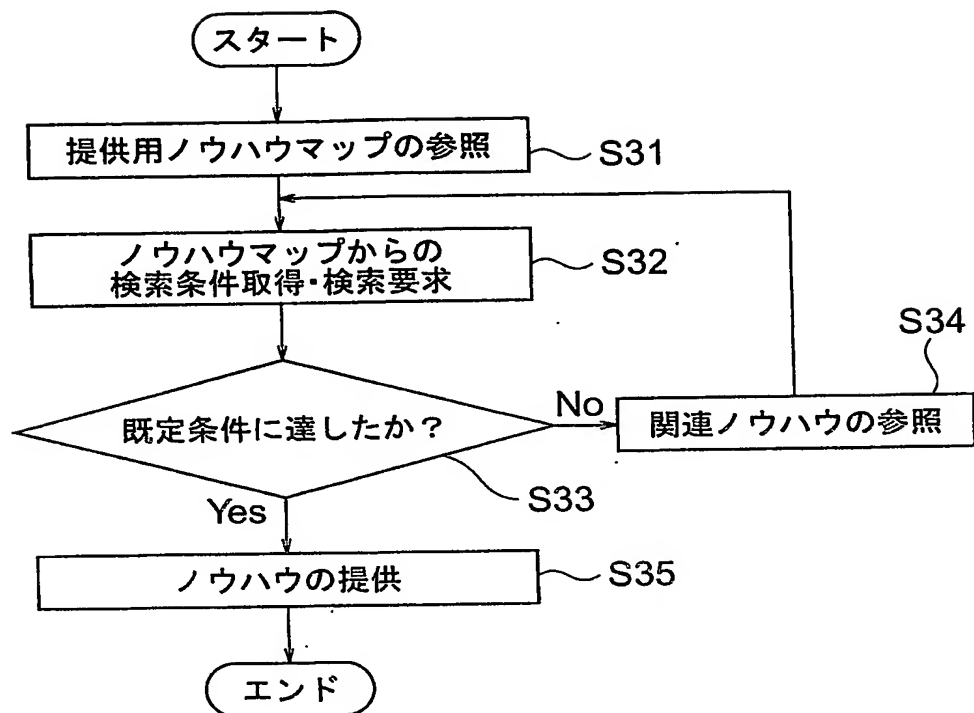 スタート
提供用ノウハウマップの参照
S31
ノウハウマップからの
検索条件取得・検索要求
S32
既定条件に達したか？
S33
No
S34
関連ノウハウの参照
Yes
ノウハウの提供
S35
エンド